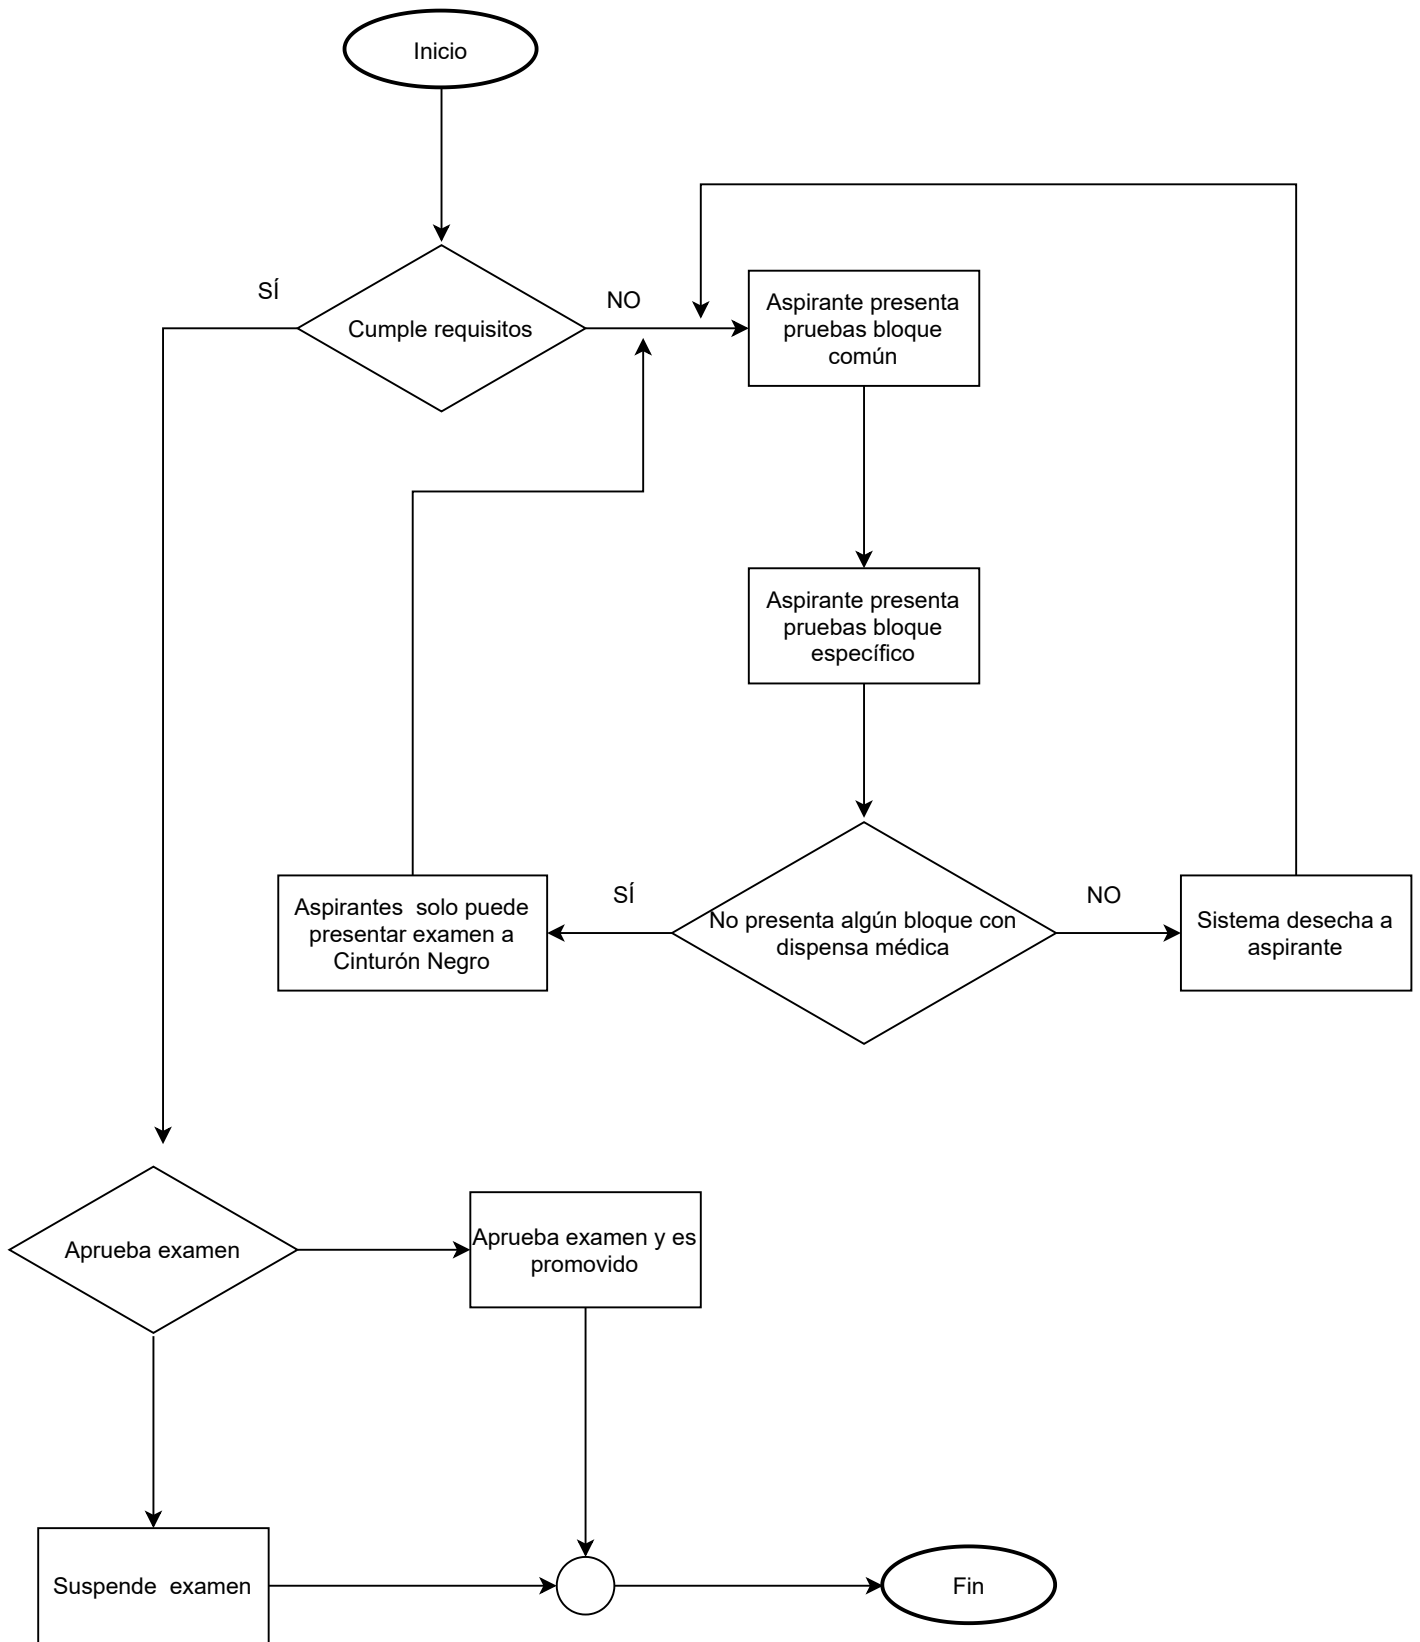 Inicio
SÍ
NO
Cumple requisitos
Aspirante presenta
pruebas bloque
común
Aspirante presenta
pruebas bloque
específico
SÍ
NO
Aspirantes  solo puede
presentar examen a
Cinturón Negro
No presenta algún bloque con
dispensa médica
Sistema desecha a
aspirante
Aprueba examen
Aprueba examen y es
promovido
Suspende  examen
Fin